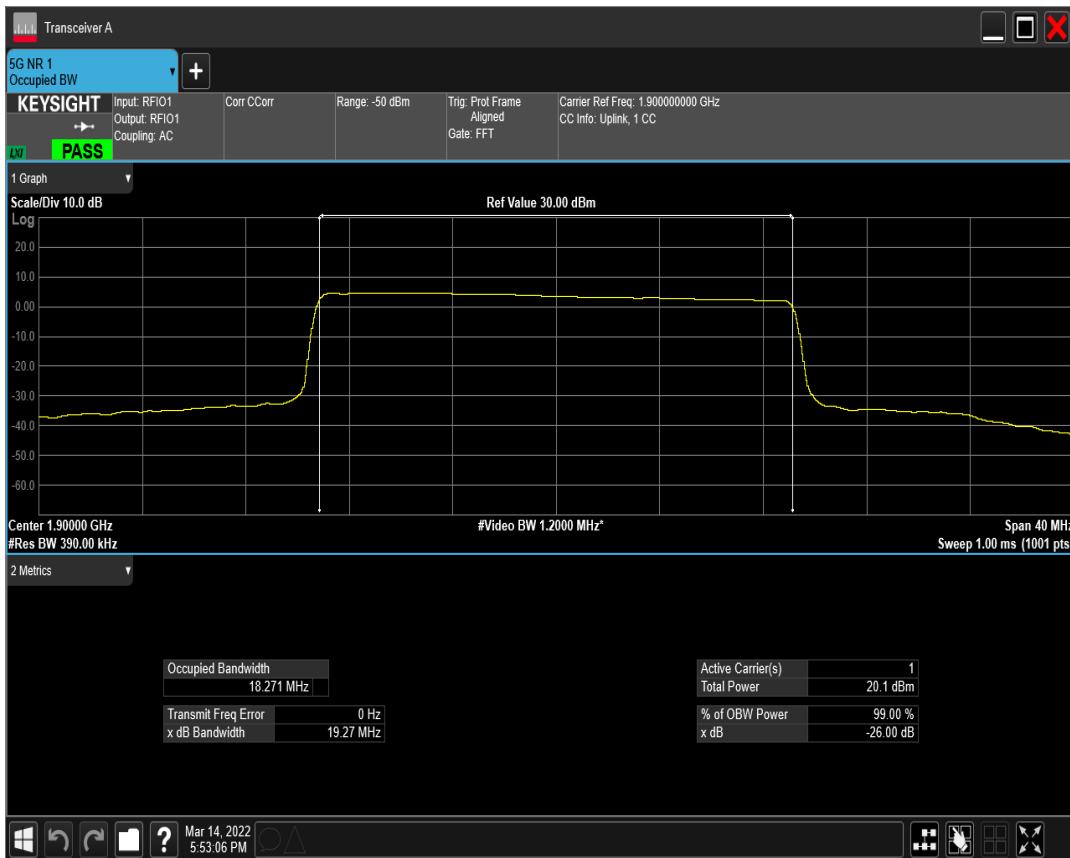 Transceiver A
5G NR 1
Occupied BW
+
KEYSIGHT
LXI
PASS
Input: RFIO1
Output: RFIO1
Coupling: AC
Corr CCorr
Range: -50 dBm
Trig: Prot Frame
Aligned
Gate: FFT
Carrier Ref Freq: 1.900000000 GHz
CC Info: Uplink, 1 CC
1 Graph
Scale/Div 10.0 dB
Ref Value 30.00 dBm
Log
20.0
10.0
0.00
-10.0
-20.0
-30.0
-40.0
-50.0
-60.0
Center 1.90000 GHz
#Video BW 1.2000 MHz*
Span 40 MHz
#Res BW 390.00 kHz
Sweep 1.00 ms (1001 pts
2 Metrics
Occupied Bandwidth
18.271 MHz
Transmit Freq Error 0 Hz
x dB Bandwidth 19.27 MHz
Active Carrier(s) 1
Total Power 20.1 dBm
% of OBW Power 99.00 %
x dB -26.00 dB
?
Mar 14, 2022
5:53:06 PM